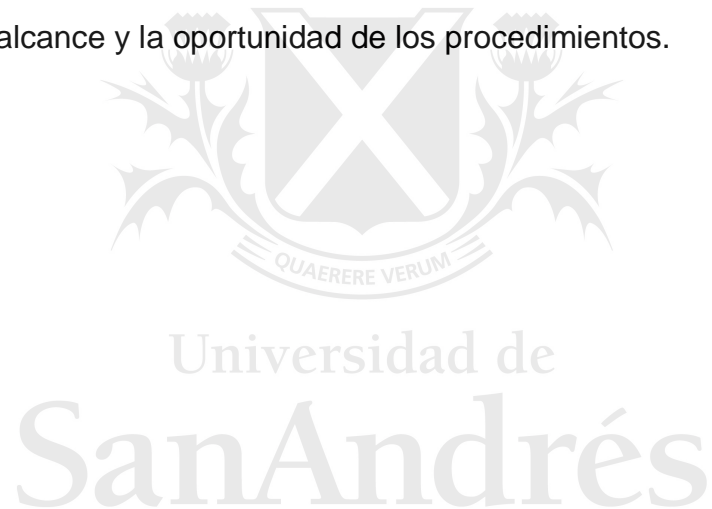 alcance y la oportunidad de los procedimientos.
QUAERERE VERUM
Universidad de
SanAndrés